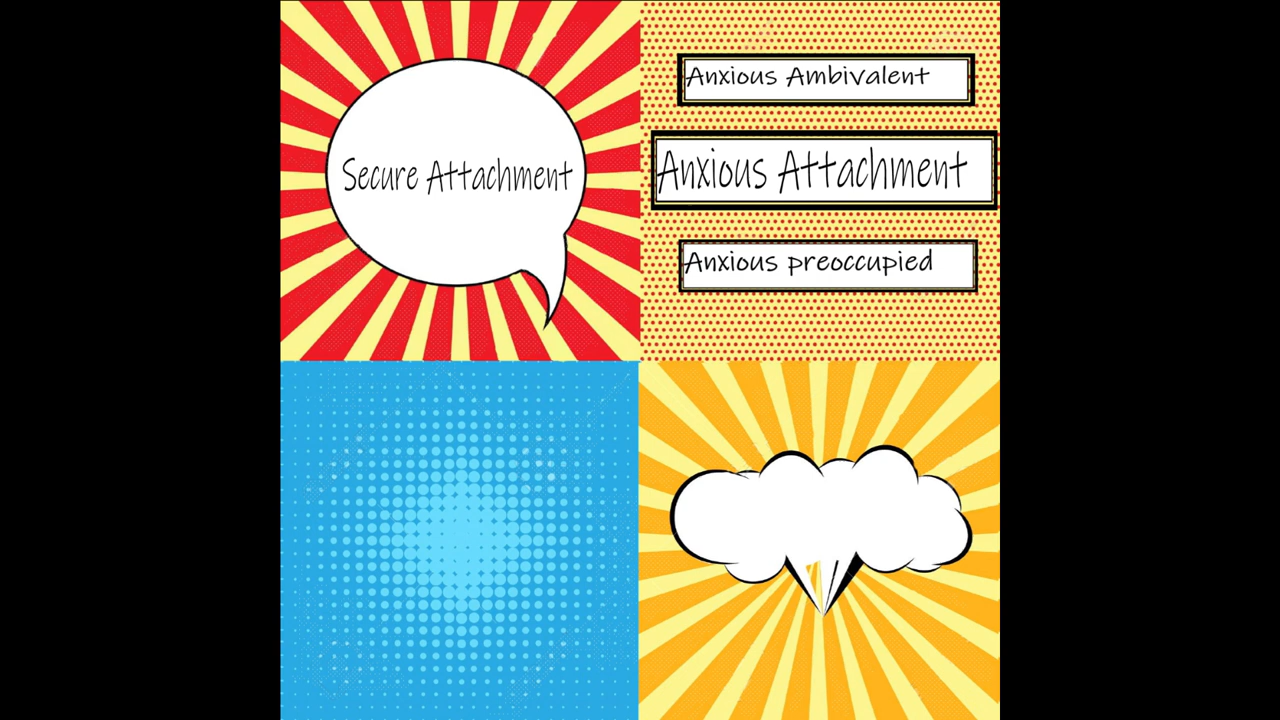 Secure Attachment
Anxious Ambivalent
Anxious Attachment
Anxious preoccupied